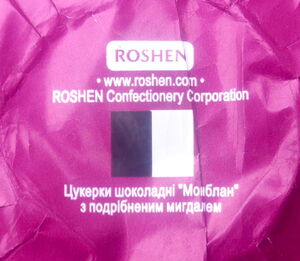 ROSHEN
• www.roshen.com •
ROSHEN Confectionery Corporation
Цукерки шоколадні "Монблан"
з подрібненим мигдалем